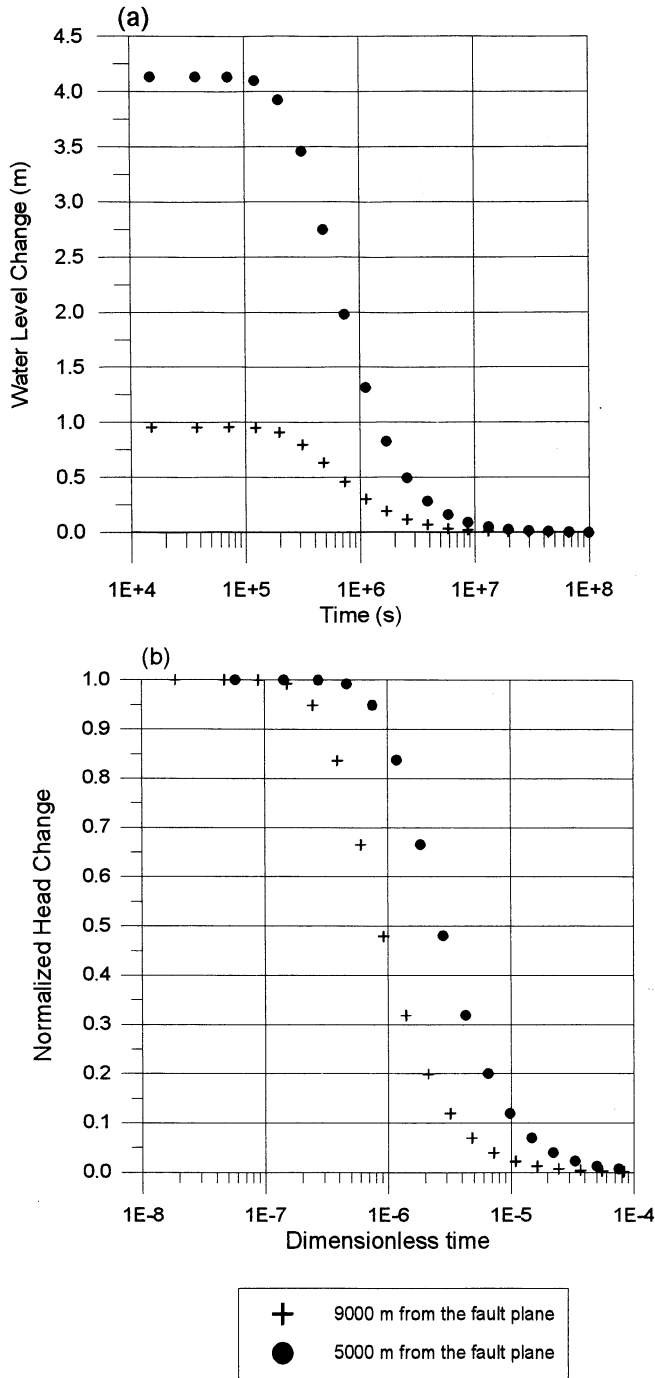 (a)
Water Level Change (m)
4.5
4.0
3.5
3.0
2.5
2.0
1.5
1.0
0.5
0.0
1E+4 1E+5 1E+6 1E+7 1E+8
Time (s)
(b)
Normalized Head Change
1.0
0.9
0.8
0.7
0.6
0.5
0.4
0.3
0.2
0.1
0.0
1E-8 1E-7 1E-6 1E-5 1E-4
Dimensionless time
9000 m from the fault plane
5000 m from the fault plane